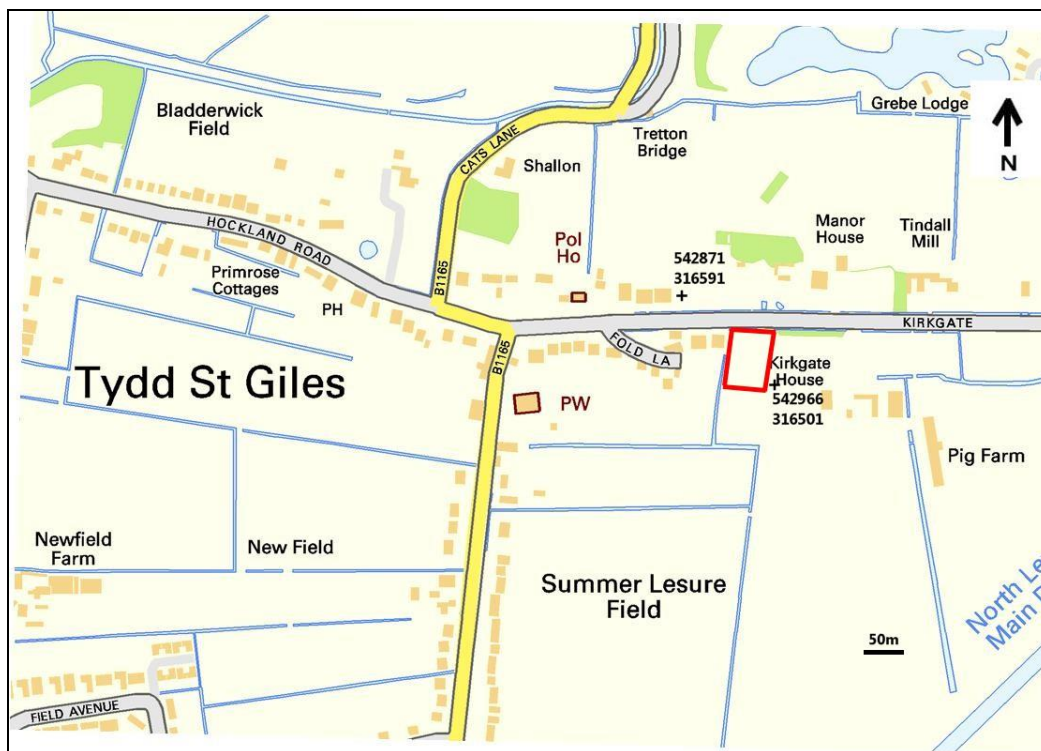 Grebe Lodge
Bladderwick
Field
N
CATS LANE
Tretton
Bridge
Shallon
Manor
House
Tindall
Mill
HOCKLAND ROAD
Pol
Ho
542871
316591
Primrose
Cottages
B1165
PH
KIRKGATE
FOLD LA
B1165
Tydd St Giles
Kirkgate
House
542966
316501
PW
Pig Farm
Newfield
Farm
New Field
Summer Lesure
Field
North Le
Main
50m
FIELD AVENUE